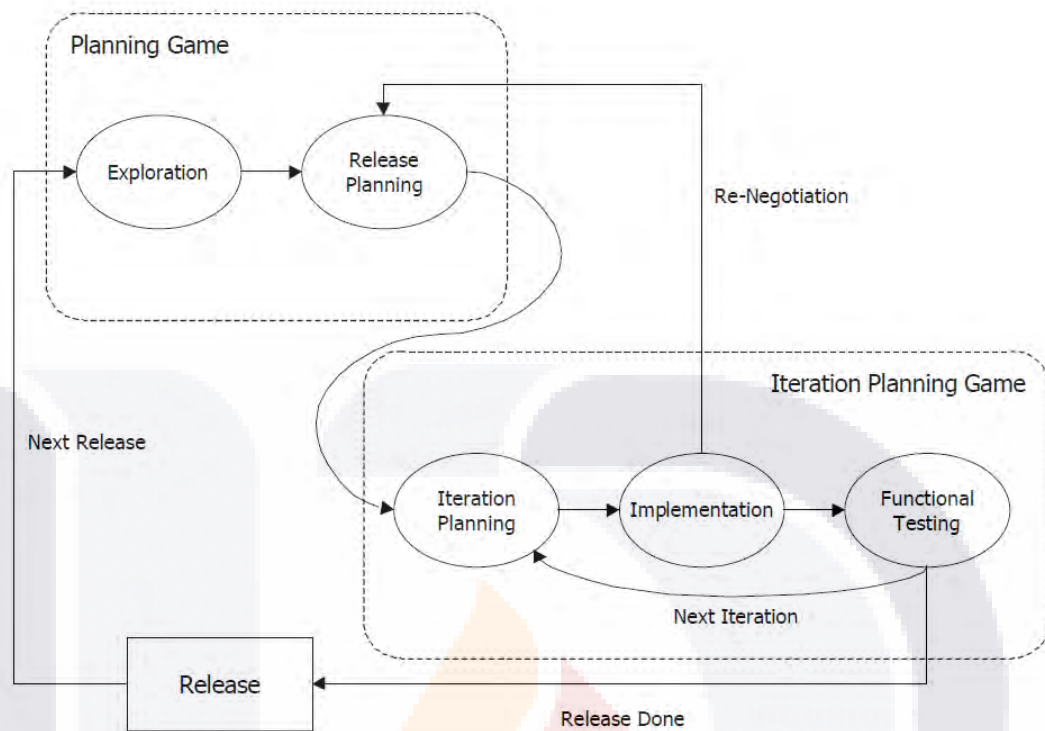 Planning Game
Exploration
Release
Planning
Re-Negotiation
Iteration Planning Game
Next Release
Iteration
Planning
Implementation
Functional
Testing
Next Iteration
Release
Release Done